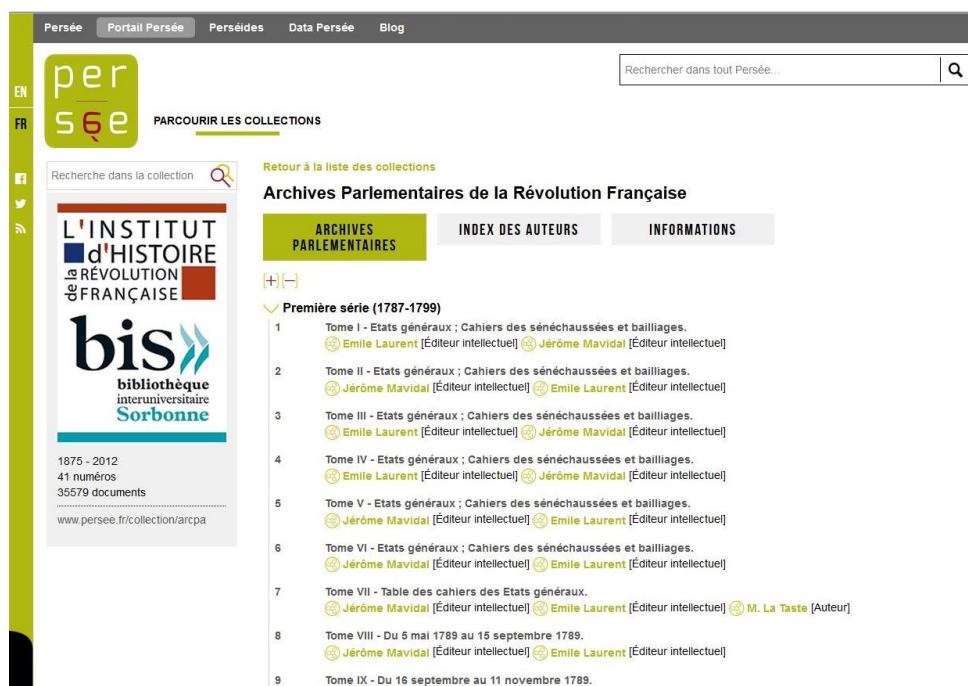 Persée Portail Persée Perséides Data Persée Blog
EN
FR
per
sée
Rechercher dans tout Persée...
PARCOURIR LES COLLECTIONS
Recherche dans la collection
L'INSTITUT
d'HISTOIRE
de la RÉVOLUTION
FRANÇAISE
bis
bibliothèque
interuniversitaire
Sorbonne
1875 - 2012
41 numéros
35579 documents
www.persee.fr/collection/arcpa
Retour à la liste des collections
Archives Parlementaires de la Révolution Française
ARCHIVES PARLEMENTAIRES
INDEX DES AUTEURS
INFORMATIONS
[+] [—]
Première série (1787-1799)
1 Tome I - Etats généraux ; Cahiers des sénéchaussées et bailliages.
Emile Laurent [Éditeur intellectuel] Jérôme Mavidal [Éditeur intellectuel]
2 Tome II - Etats généraux ; Cahiers des sénéchaussées et bailliages.
Jérôme Mavidal [Éditeur intellectuel] Emile Laurent [Éditeur intellectuel]
3 Tome III - Etats généraux ; Cahiers des sénéchaussées et bailliages.
Emile Laurent [Éditeur intellectuel] Jérôme Mavidal [Éditeur intellectuel]
4 Tome IV - Etats généraux ; Cahiers des sénéchaussées et bailliages.
Emile Laurent [Éditeur intellectuel] Jérôme Mavidal [Éditeur intellectuel]
5 Tome V - Etats généraux ; Cahiers des sénéchaussées et bailliages.
Jérôme Mavidal [Éditeur intellectuel] Emile Laurent [Éditeur intellectuel]
6 Tome VI - Etats généraux ; Cahiers des sénéchaussées et bailliages.
Jérôme Mavidal [Éditeur intellectuel] Emile Laurent [Éditeur intellectuel]
7 Tome VII - Table des cahiers des Etats généraux.
Jérôme Mavidal [Éditeur intellectuel] Emile Laurent [Éditeur intellectuel] M. La Taste [Auteur]
8 Tome VIII - Du 5 mai 1789 au 15 septembre 1789.
Jérôme Mavidal [Éditeur intellectuel] Emile Laurent [Éditeur intellectuel]
9 Tome IX - Du 16 septembre au 11 novembre 1789.